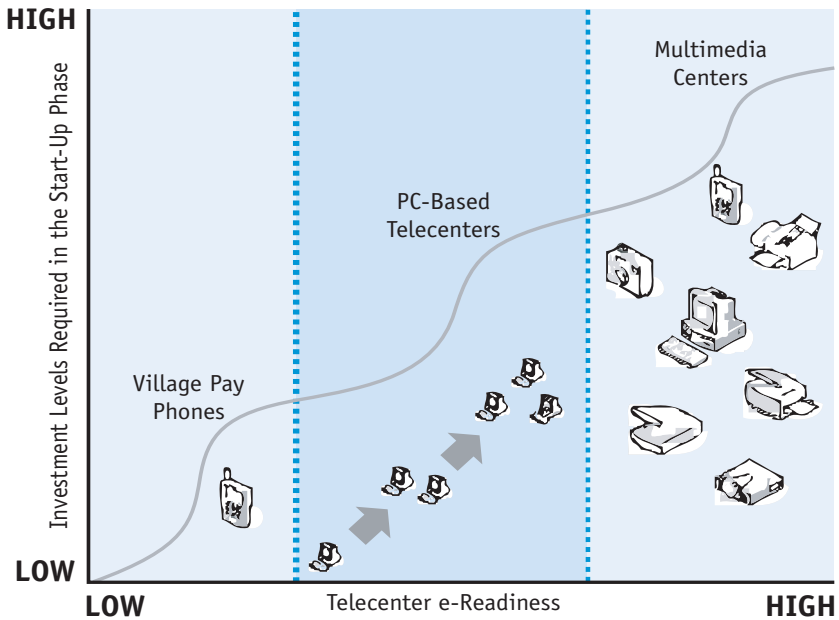 HIGH
Investment Levels Required in the Start-Up Phase
Multimedia
Centers
PC-Based
Telecenters
Village Pay
Phones
LOW
LOW
Telecenter e-Readiness
HIGH